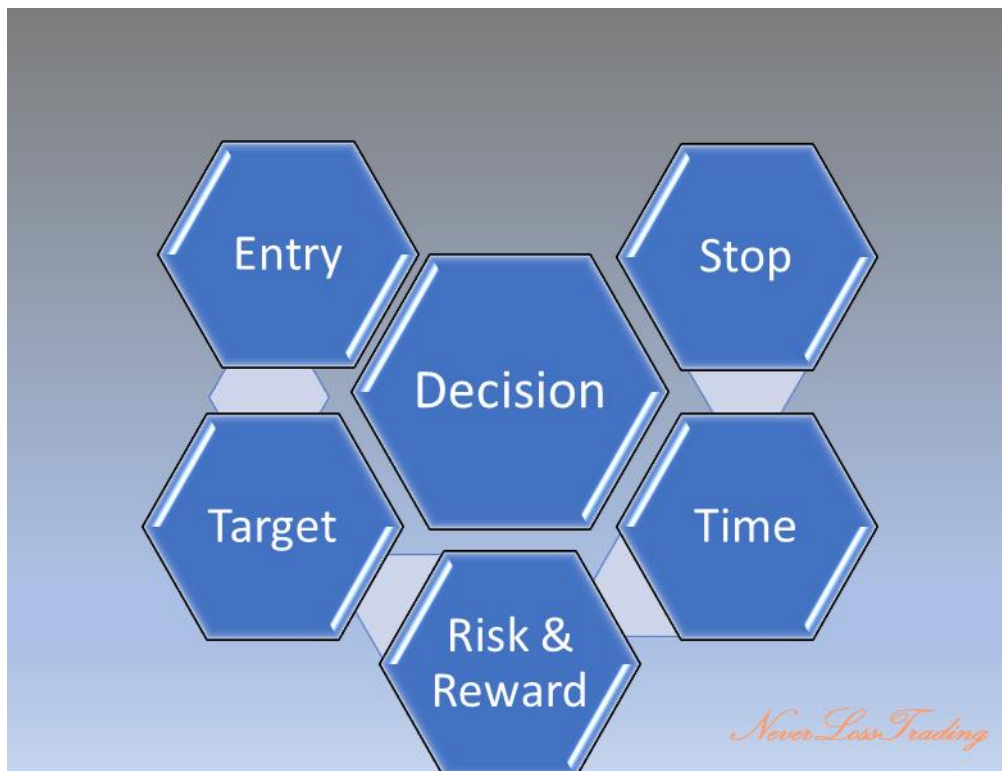 Entry
Stop
Decision
Target
Time
Risk &
Reward
NeverLossTrading